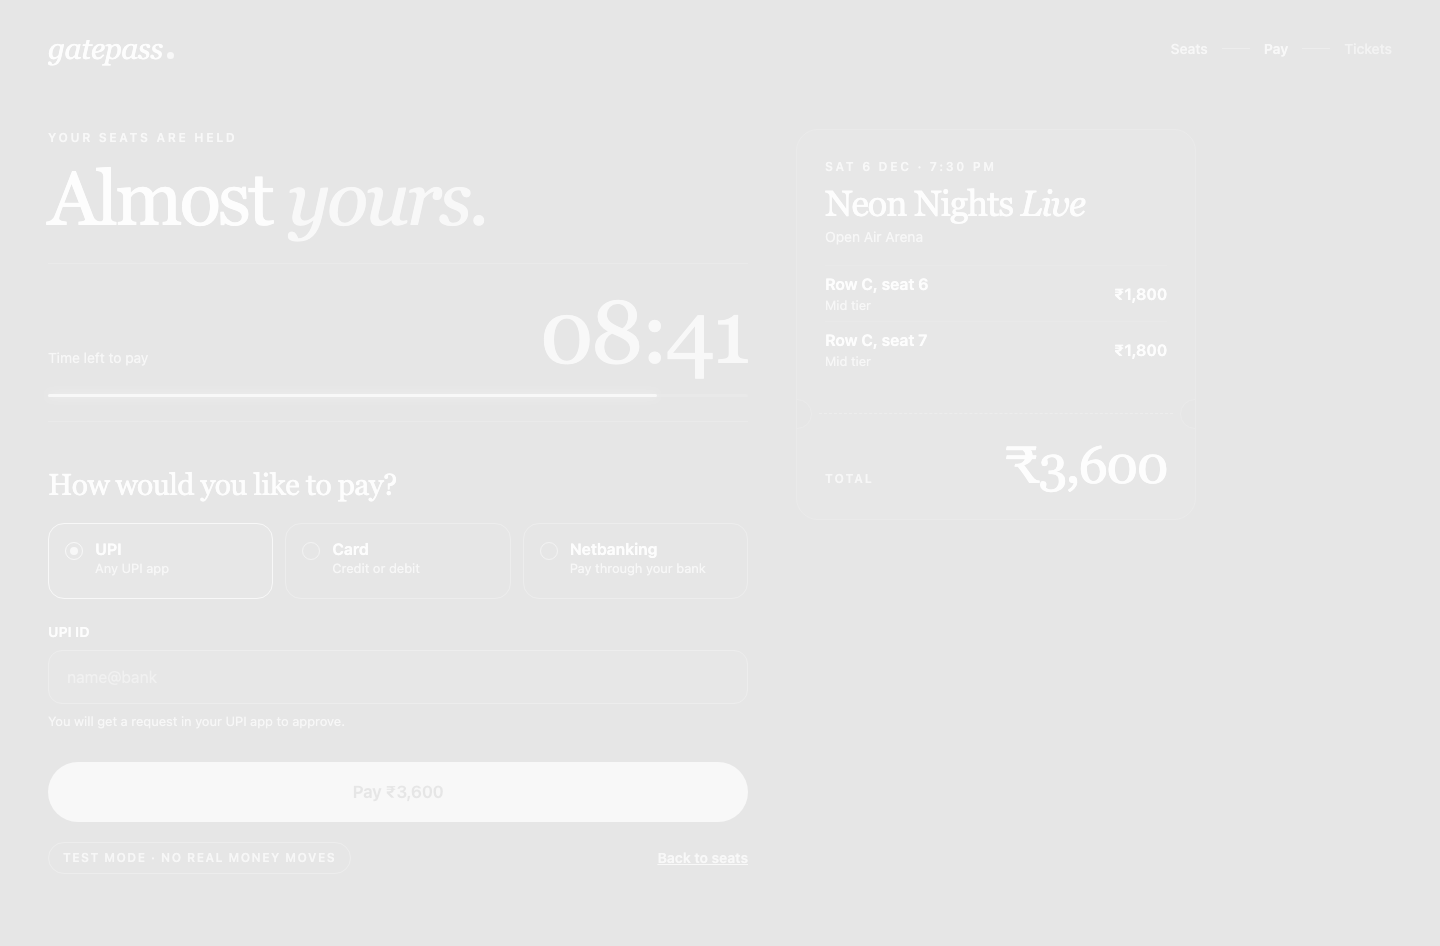 gatepass.
Seats
Pay
Tickets
YOUR SEATS ARE HELD
Almost yours.
Time left to pay
08:41
How would you like to pay?
UPI
Any UPI app
Card
Credit or debit
Netbanking
Pay through your bank
UPI ID
name@bank
You will get a request in your UPI app to approve.
Pay ₹3,600
TEST MODE · NO REAL MONEY MOVES
Back to seats
SAT 6 DEC · 7:30 PM
Neon Nights Live
Open Air Arena
Row C, seat 6
Mid tier
₹1,800
Row C, seat 7
Mid tier
₹1,800
TOTAL
₹3,600